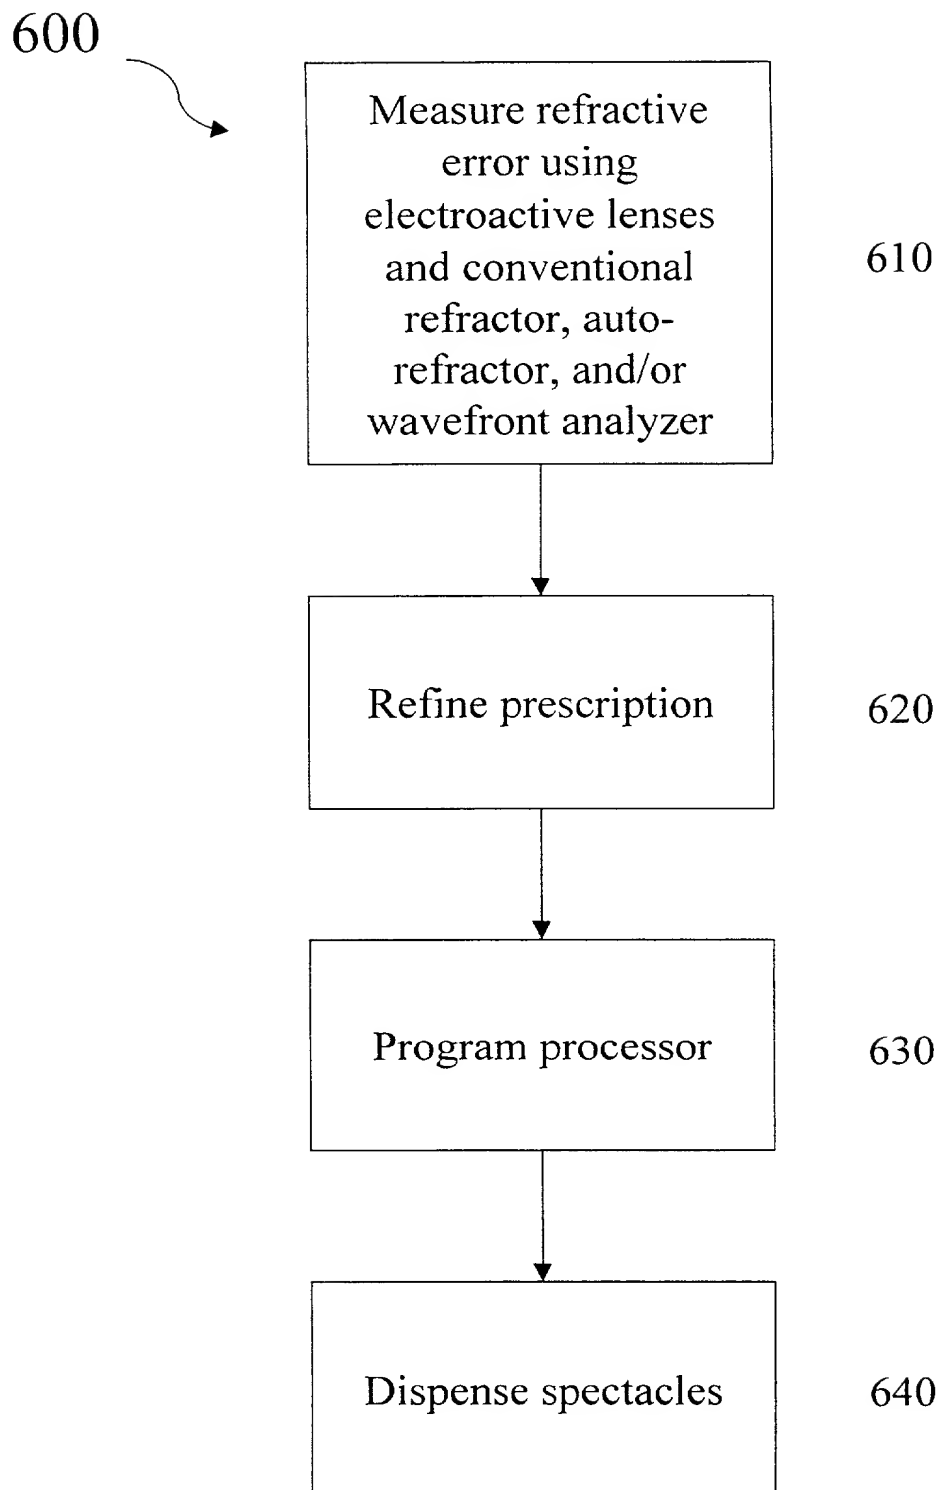 600
Measure refractive
error using
electroactive lenses
and conventional
refractor, auto-
refractor, and/or
wavefront analyzer
610
Refine prescription
620
Program processor
630
Dispense spectacles
640